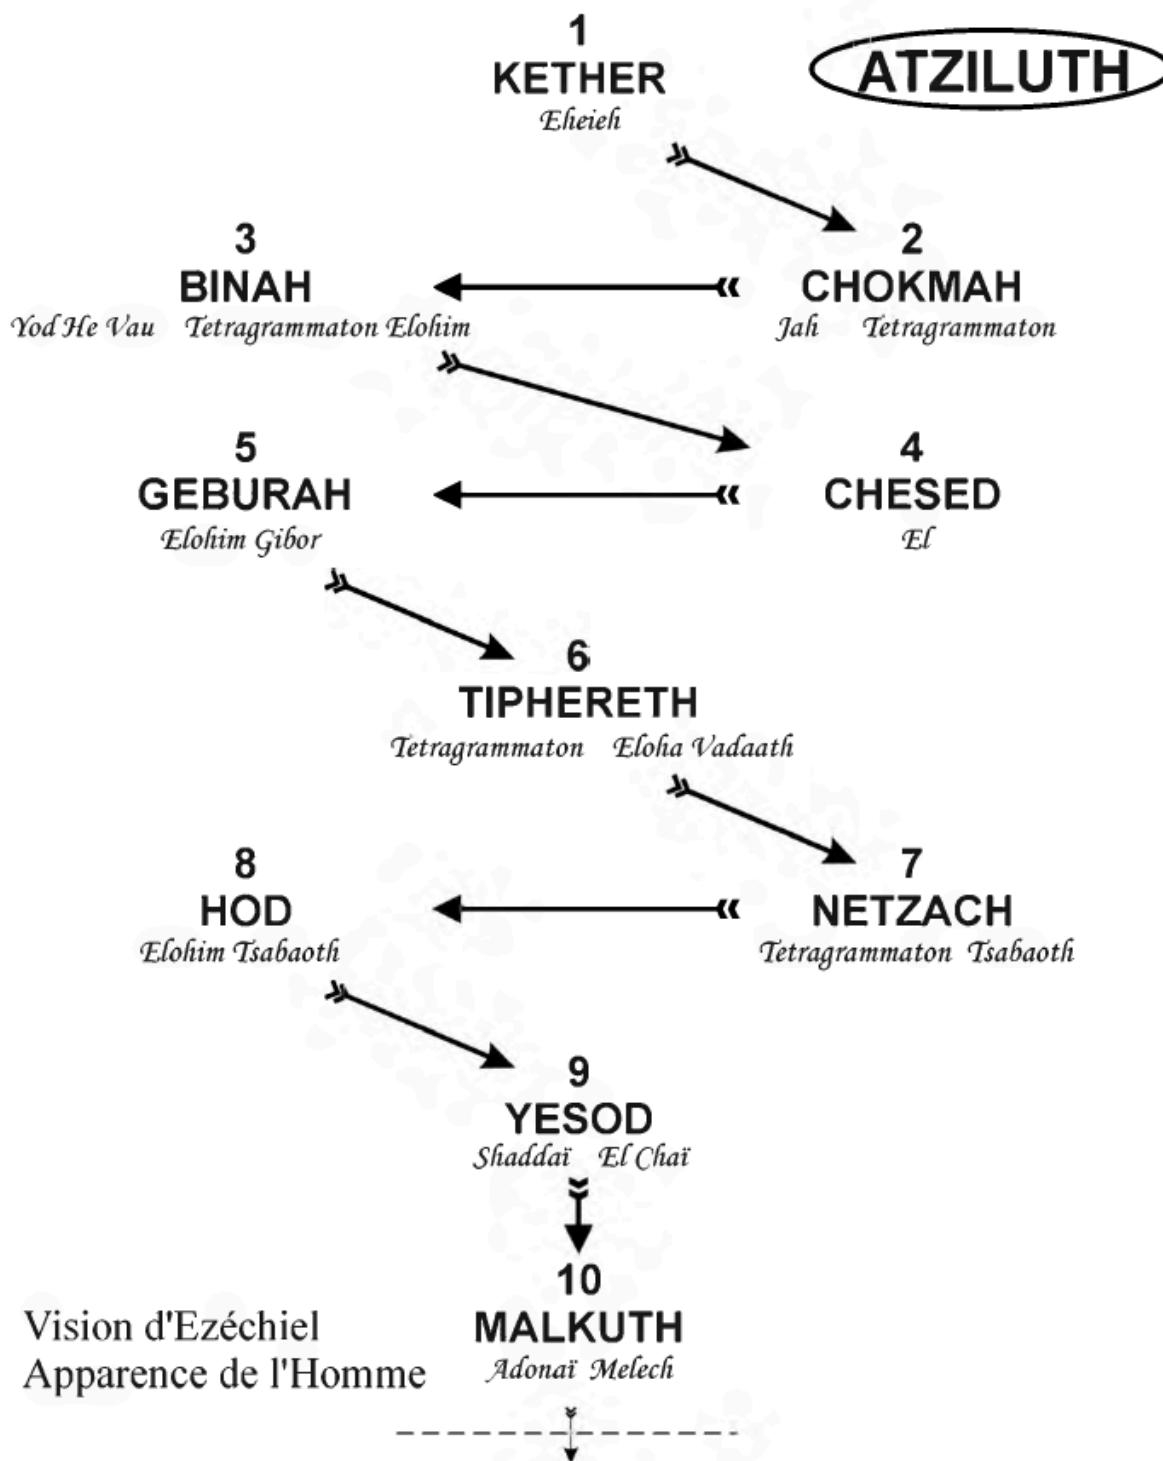 1
KETHER
Eheieh
ATZILUTH
3
BINAH
Yod He Vau Tetragrammaton Elohim
2
CHOKMAH
Jah Tetragrammaton
5
GEBURAH
Elohim Gibor
4
CHESED
El
6
TIPHERETH
Tetragrammaton Eloha Vadaath
8
HOD
Elohim Tsabaoth
7
NETZACH
Tetragrammaton Tsabaoth
9
YESOD
Shaddaï El Chaï
10
MALKUTH
Adonaï Melech
Vision d'Ezéchiel
Apparence de l'Homme